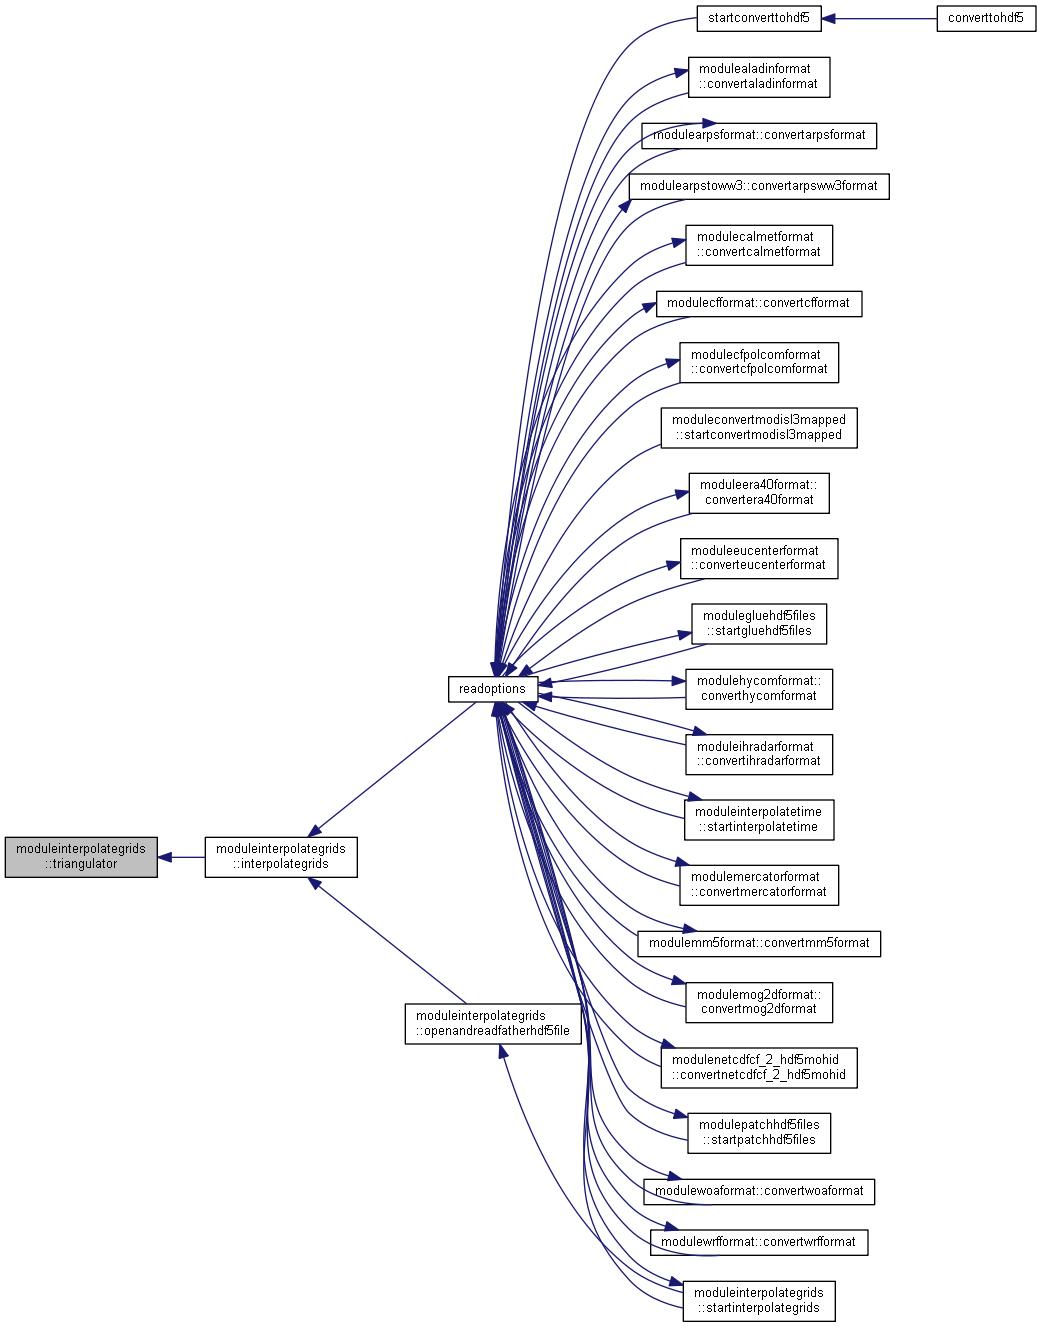 startconverttohdf5
converttohdf5
modulealadinformat
::convertaladinformat
modulearpsformat::convertarpsformat
modulearpstoww3::convertarpsww3format
modulecalmetformat
::convertcalmetformat
modulecfformat::convertcfformat
modulecfpolcomformat
::convertcfpolcomformat
moduleconvertmodisl3mapped
::startconvertmodisl3mapped
moduleera40format::
convertera40format
moduleeucenterformat
::converteucenterformat
modulegluehdf5files
::startgluehdf5files
readoptions
modulehycomformat::
converthycomformat
moduleihradarformat
::convertihradarformat
moduleinterpolatetime
::startinterpolatetime
moduleinterpolategrids
::triangulator
moduleinterpolategrids
::interpolategrids
modulemercatorformat
::convertmercatorformat
modulemm5format::convertmm5format
modulemog2dformat::
convertmog2dformat
moduleinterpolategrids
::openandreadfatherhdf5file
modulenetcdfcf_2_hdf5mohid
::convertnetcdfcf_2_hdf5mohid
modulepatchhdf5files
::startpatchhdf5files
modulewoaformat::convertwoaformat
modulewrfformat::convertwrfformat
moduleinterpolategrids
::startinterpolategrids